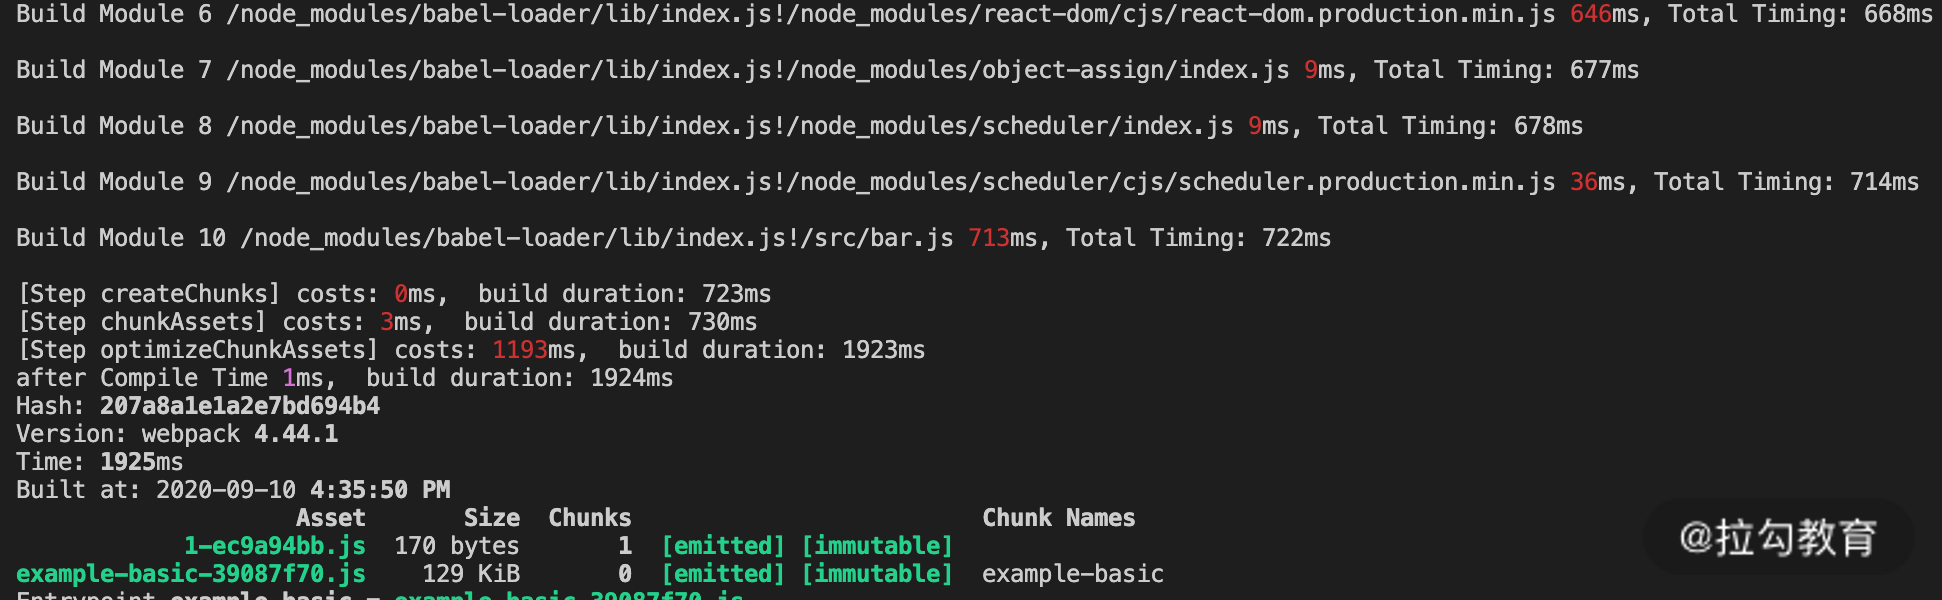 Build Module 6 /node_modules/babel-loader/lib/index.js!/node_modules/react-dom/cjs/react-dom.production.min.js 646ms, Total Timing: 668ms
Build Module 7 /node_modules/babel-loader/lib/index.js!/node_modules/object-assign/index.js 9ms, Total Timing: 677ms
Build Module 8 /node_modules/babel-loader/lib/index.js!/node_modules/scheduler/index.js 9ms, Total Timing: 678ms
Build Module 9 /node_modules/babel-loader/lib/index.js!/node_modules/scheduler/cjs/scheduler.production.min.js 36ms, Total Timing: 714ms
Build Module 10 /node_modules/babel-loader/lib/index.js!/src/bar.js 713ms, Total Timing: 722ms
[Step createChunks] costs: 0ms,  build duration: 723ms
[Step chunkAssets] costs: 3ms,  build duration: 730ms
[Step optimizeChunkAssets] costs: 1193ms,  build duration: 1923ms
after Compile Time 1ms,  build duration: 1924ms
Hash: 207a8a1e1a2e7bd694b4
Version: webpack 4.44.1
Time: 1925ms
Built at: 2020-09-10 4:35:50 PM
Asset Size Chunks Chunk Names
1-ec9a94bb.js 170 bytes 1 [emitted] [immutable]
example-basic-39087f70.js 129 KiB 0 [emitted] [immutable] example-basic
Entrypoint example-basic = example-basic-39087f70.js
@拉勾教育